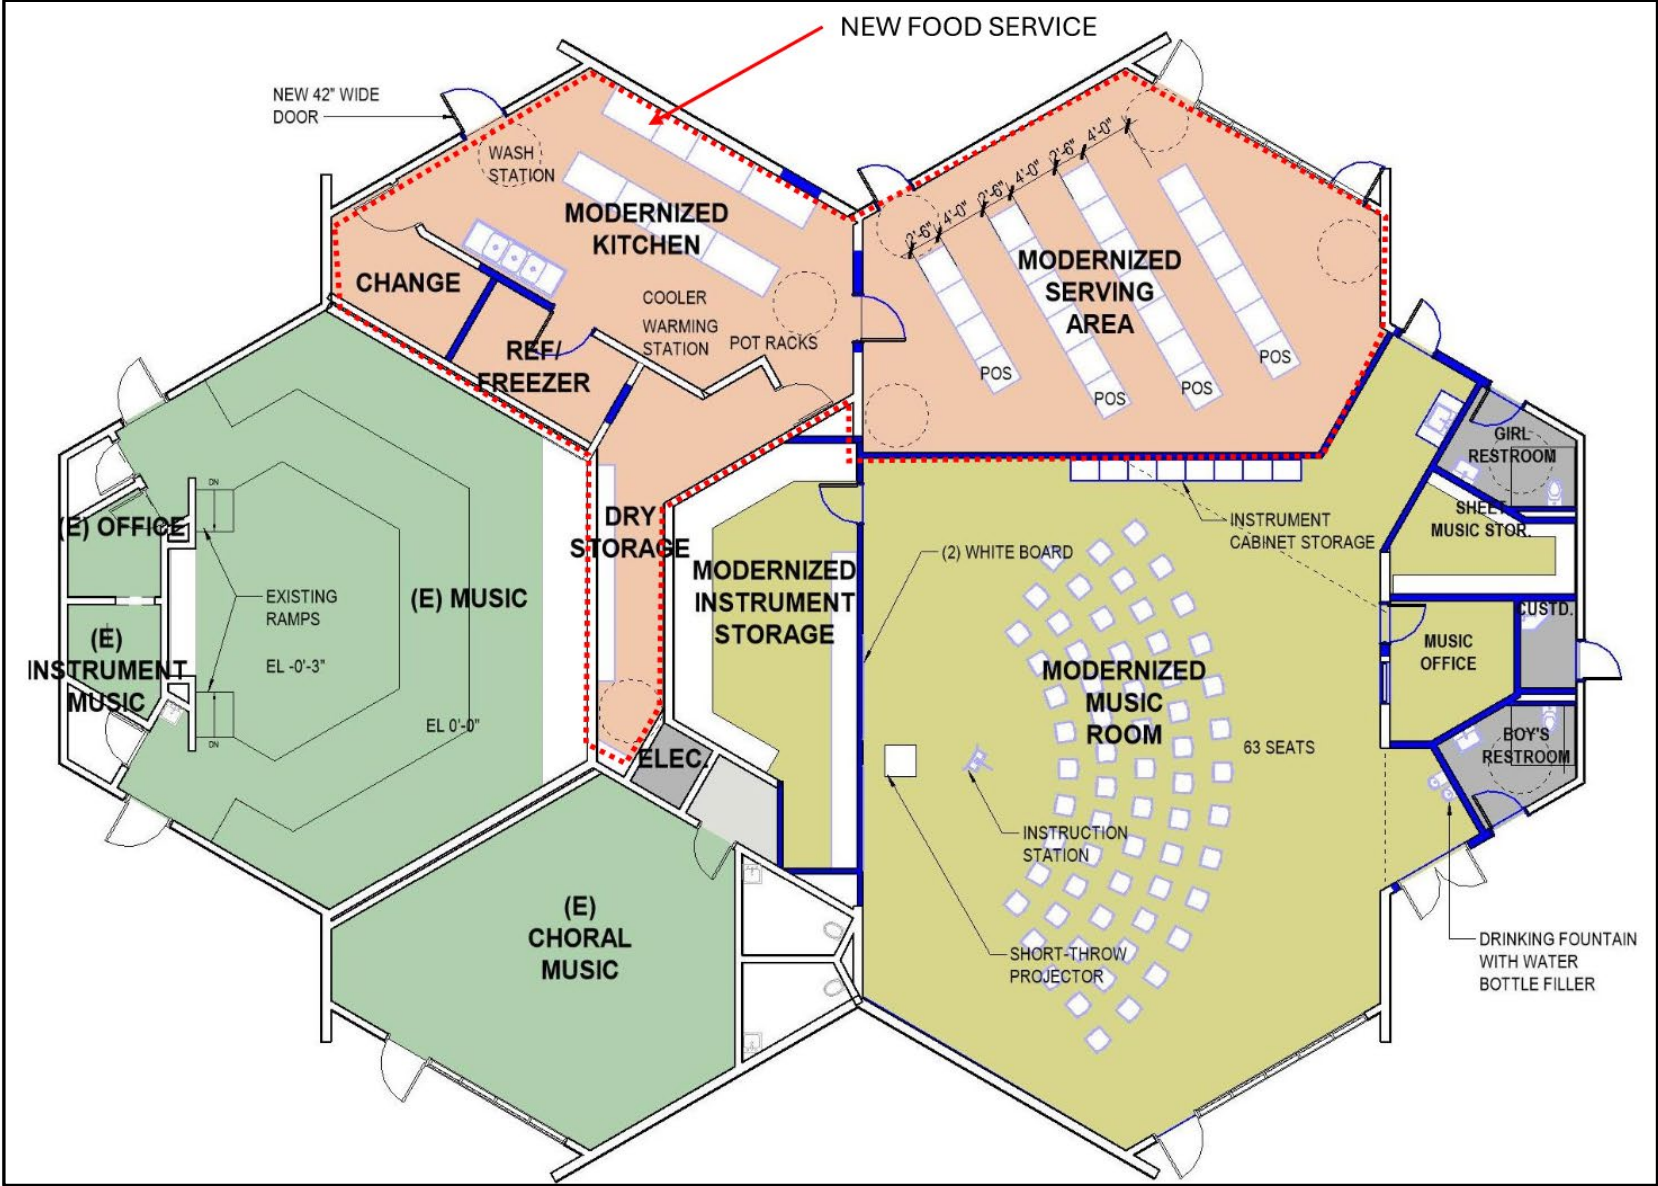 NEW FOOD SERVICE
NEW 42" WIDE
DOOR
WASH
STATION
MODERNIZED
KITCHEN
CHANGE
COOLER
WARMING
STATION
POT RACKS
REF/
FREEZER
2'-6"
4'-0"
2'-6"
4'-0"
2'-6"
4'-0"
MODERNIZED
SERVING
AREA
POS
POS
POS
POS
GIRL
RESTROOM
SHEET
MUSIC STOR.
INSTRUMENT
CABINET STORAGE
(2) WHITE BOARD
DRY
STORAGE
MODERNIZED
INSTRUMENT
STORAGE
(E) OFFICE
DN
EXISTING
RAMPS
(E) MUSIC
(E)
INSTRUMENT
MUSIC
EL -0'-3"
EL 0'-0"
DN
ELEC.
CUSTD.
MUSIC
OFFICE
MODERNIZED
MUSIC
ROOM
63 SEATS
BOY'S
RESTROOM
INSTRUCTION
STATION
(E)
CHORAL
MUSIC
SHORT-THROW
PROJECTOR
DRINKING FOUNTAIN
WITH WATER
BOTTLE FILLER